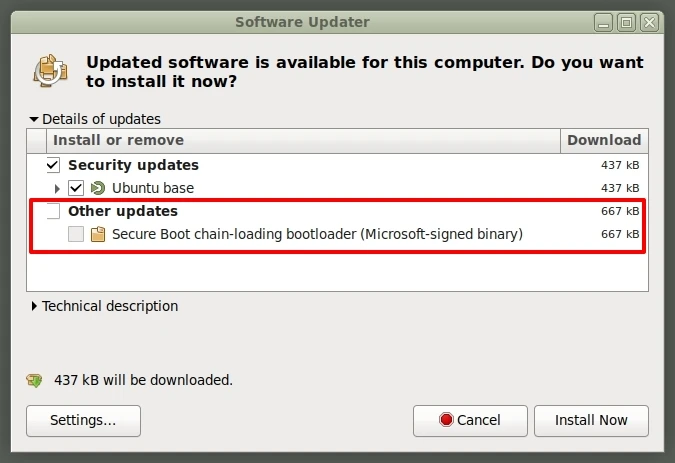 Software Updater
Updated software is available for this computer. Do you want
to install it now?
Details of updates
Install or remove Download
Security updates 437 kB
Ubuntu base 437 kB
Other updates 667 kB
Secure Boot chain-loading bootloader (Microsoft-signed binary) 667 kB
Technical description
437 kB will be downloaded.
Settings... Cancel Install Now